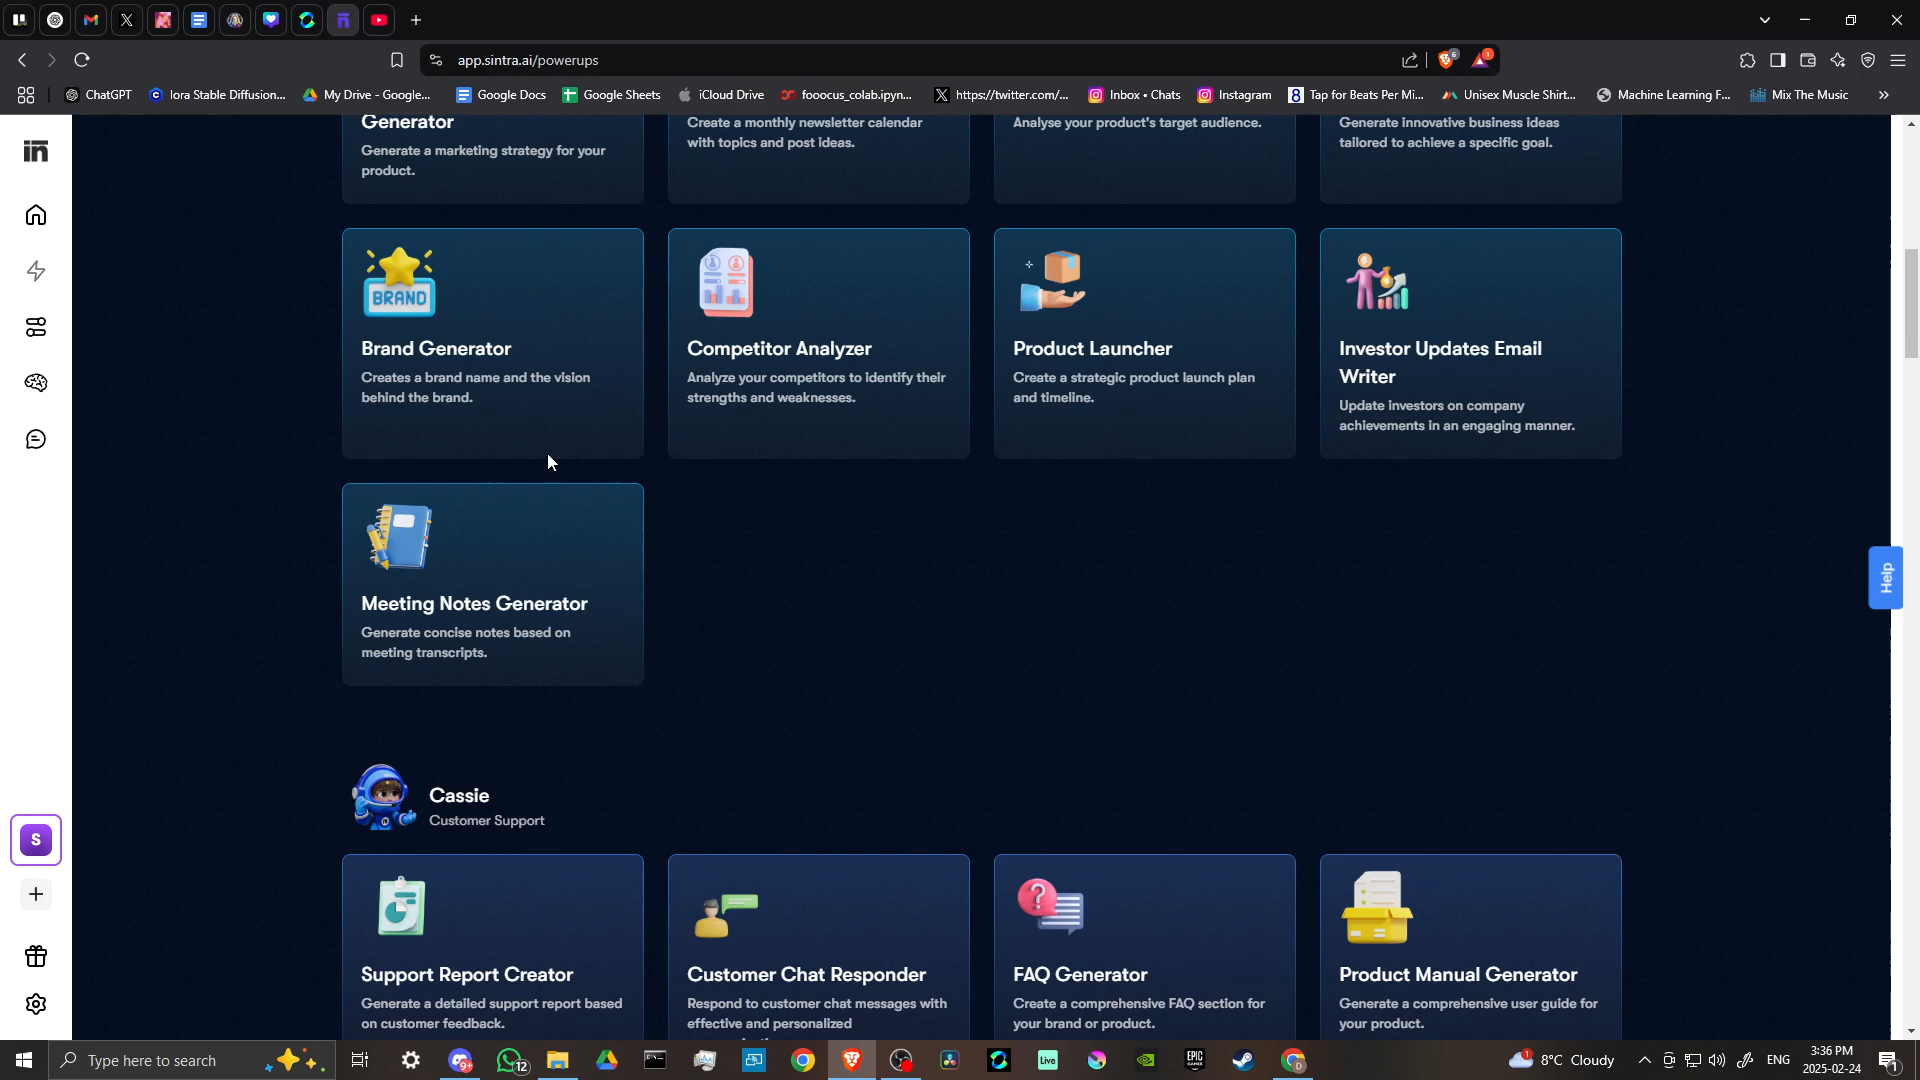 app.sintra.ai/powerups
6
1
ChatGPT
lora Stable Diffusion...
My Drive - Google...
Google Docs
Google Sheets
iCloud Drive
fooocus_colab.ipyn...
https://twitter.com/...
Inbox • Chats
Instagram
Tap for Beats Per Mi...
Unisex Muscle Shirt...
Machine Learning F...
Mix The Music
Generator
Generate a marketing strategy for your
product.
Create a monthly newsletter calendar
with topics and post ideas.
Analyse your product's target audience.
Generate innovative business ideas
tailored to achieve a specific goal.
BRAND
Brand Generator
Creates a brand name and the vision
behind the brand.
Competitor Analyzer
Analyze your competitors to identify their
strengths and weaknesses.
Product Launcher
Create a strategic product launch plan
and timeline.
Investor Updates Email
Writer
Update investors on company
achievements in an engaging manner.
Meeting Notes Generator
Generate concise notes based on
meeting transcripts.
Help
Cassie
Customer Support
S
Support Report Creator
Generate a detailed support report based
on customer feedback.
Customer Chat Responder
Respond to customer chat messages with
effective and personalized
FAQ Generator
Create a comprehensive FAQ section for
your brand or product.
Product Manual Generator
Generate a comprehensive user guide for
your product.
Type here to search
9+
12
Live
EPIC
GAMES
1
8°C Cloudy
ENG
3:36 PM
2025-02-24
1